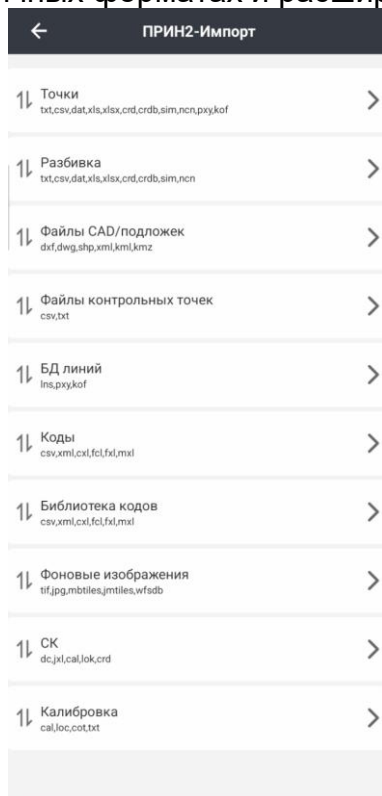 форматах и
ПРИН2-Импорт
Точки
txt,csv,dat,xls,xlsx,crd,crdb,sim,ncn,pxy,kof
Разбивка
txt,csv,dat,xls,xlsx,crd,crdb,sim,ncn
Файлы CAD/подложек
dxf,dwg,shp,xml,kml,kmz
Файлы контрольных точек
csv,txt
БД линий
lns,pxy,kof
Коды
csv,xml,cxl,fcl,fxl,mxl
Библиотека кодов
csv,xml,cxl,fcl,fxl,mxl
Фоновые изображения
tif,jpg,mbtiles,jmtiles,wfsdb
СК
dc,jxl,cal,lok,crd
Калибровка
cal,loc,cot,txt